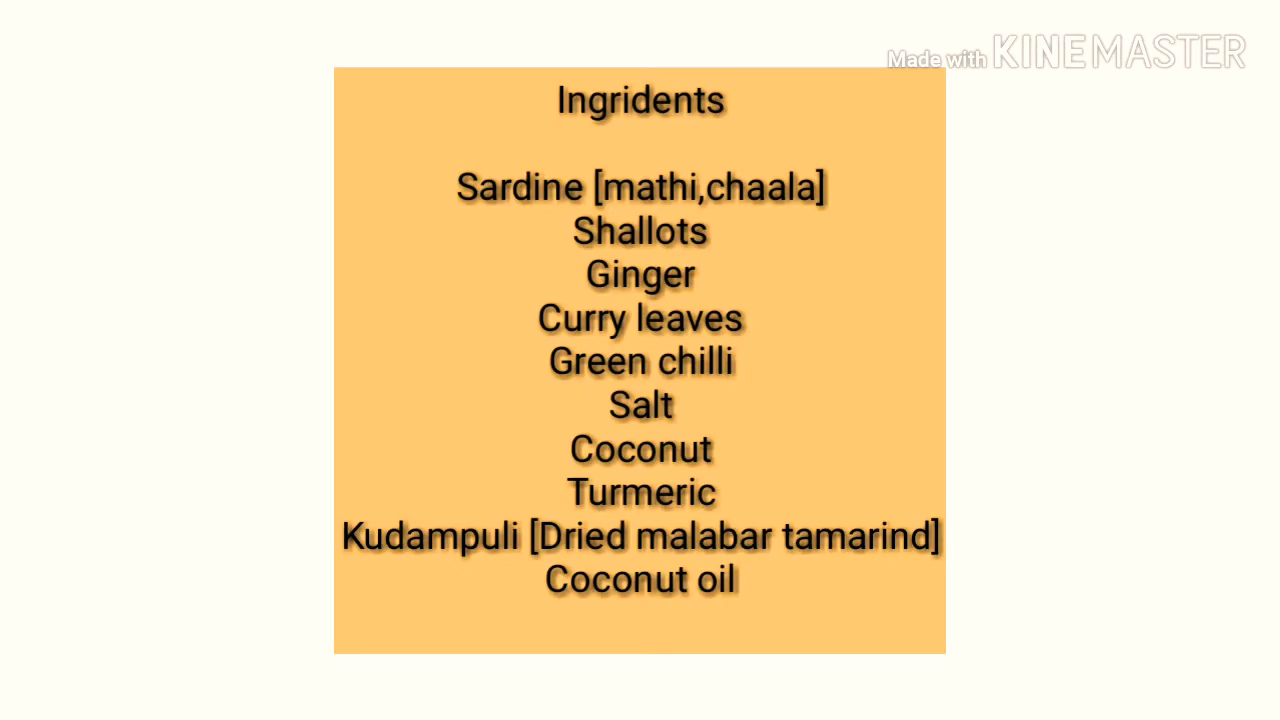 Made with KINEMASTER
Ingridents
Sardine [mathi,chaala]
Shallots
Ginger
Curry leaves
Green chilli
Salt
Coconut
Turmeric
Kudampuli [Dried malabar tamarind]
Coconut oil